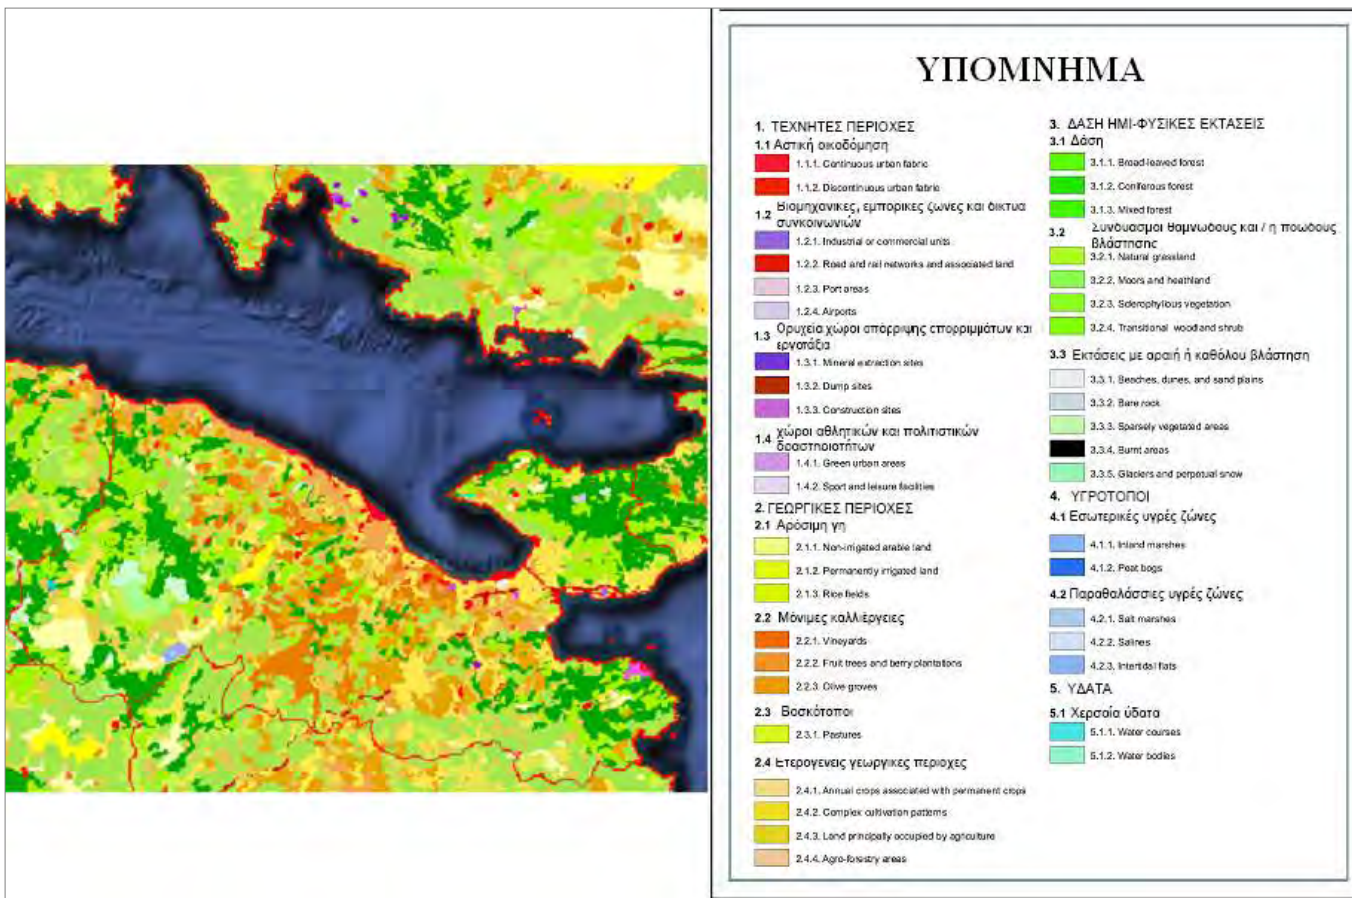 ΥΠΟΜΝΗΜΑ
1. ΤΕΧΝΗΤΕΣ ΠΕΡΙΟΧΕΣ
1.1 Αστική οικοδόμηση
1.1.1. Continuous urban fabric
1.1.2. Discontinuous urban fabric
1.2 Βιομηχανικες, εμπορικες ζωνες και δικτυα
συνκοινωνιών
1.2.1. Industrial or commercial units
1.2.2. Road and rail networks and associated land
1.2.3. Port areas
1.2.4. Airports
1.3 Ορυχεία χώροι απόρριψης απορριμμάτων και
εργοτάξια
1.3.1. Mineral extraction sites
1.3.2. Dump sites
1.3.3. Construction sites
1.4 χώροι αθλητικών και πολιτιστικών
δραστηριοτήτων
1.4.1. Green urban areas
1.4.2. Sport and leisure facilities
2. ΓΕΩΡΓΙΚΕΣ ΠΕΡΙΟΧΕΣ
2.1 Αρόσιμη γη
2.1.1. Non-irrigated arable land
2.1.2. Permanently irrigated land
2.1.3. Rice fields
2.2 Μόνιμες καλλιέργειες
2.2.1. Vineyards
2.2.2. Fruit trees and berry plantations
2.2.3. Olive groves
2.3 Βοσκότοποι
2.3.1. Pastures
2.4 Ετερογενεις γεωργικες περιοχες
2.4.1. Annual crops associated with permanent crops
2.4.2. Complex cultivation patterns
2.4.3. Land principally occupied by agriculture
2.4.4. Agro-forestry areas
3. ΔΑΣΗ ΗΜΙ-ΦΥΣΙΚΕΣ ΕΚΤΑΣΕΙΣ
3.1 Δάση
3.1.1. Broad-leaved forest
3.1.2. Coniferous forest
3.1.3. Mixed forest
3.2 Συνδυασμοι θαμνωδους και / η ποωδους
βλάστησης
3.2.1. Natural grassland
3.2.2. Moors and heathland
3.2.3. Sclerophyllous vegetation
3.2.4. Transitional woodland shrub
3.3 Εκτάσεις με αραιή ή καθόλου βλάστηση
3.3.1. Beaches, dunes, and sand plains
3.3.2. Bare rock
3.3.3. Sparsely vegetated areas
3.3.4. Burnt areas
3.3.5. Glaciers and perpetual snow
4. ΥΓΡΟΤΟΠΟΙ
4.1 Εσωτερικές υγρές ζώνες
4.1.1. Inland marshes
4.1.2. Peat bogs
4.2 Παραθαλάσσιες υγρές ζώνες
4.2.1. Salt marshes
4.2.2. Salines
4.2.3. Intertidal flats
5. ΥΔΑΤΑ
5.1 Χερσαία ύδατα
5.1.1. Water courses
5.1.2. Water bodies